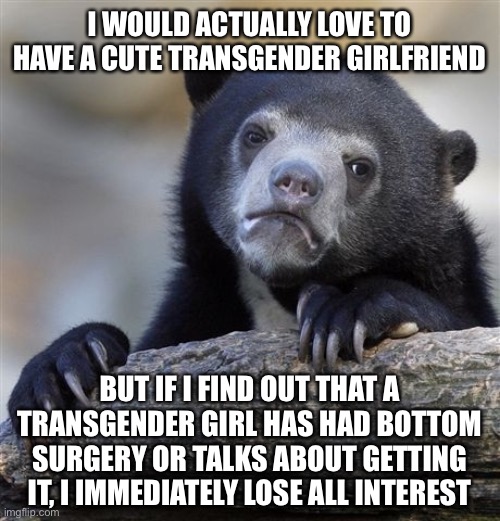 I WOULD ACTUALLY LOVE TO
HAVE A CUTE TRANSGENDER GIRLFRIEND
BUT IF I FIND OUT THAT A
TRANSGENDER GIRL HAS HAD BOTTOM
SURGERY OR TALKS ABOUT GETTING
IT, I IMMEDIATELY LOSE ALL INTEREST
imgflip.com